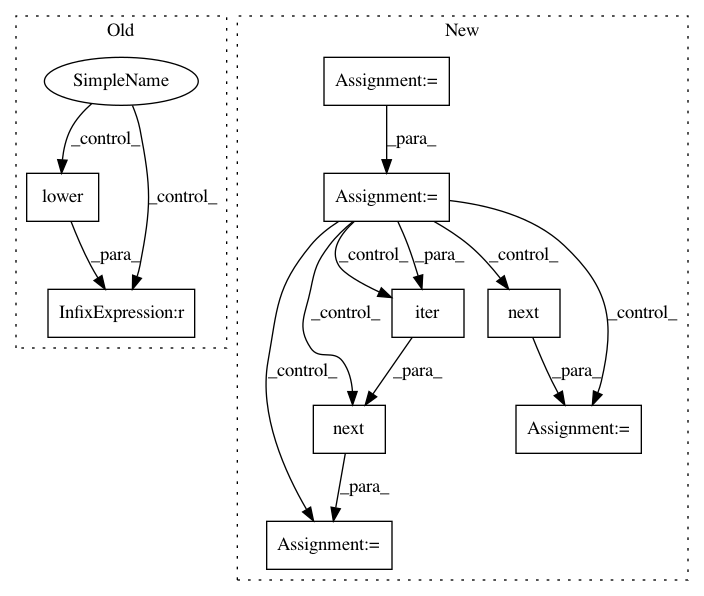 Old
New
SimpleName
Assignment:=
_control_
_para_
lower
_control_
Assignment:=
_para_
_control_
_para_
_control_
InfixExpression:r
iter
next
_control_
_control_
_control_
_para_
_para_
next
Assignment:=
_para_
Assignment:=